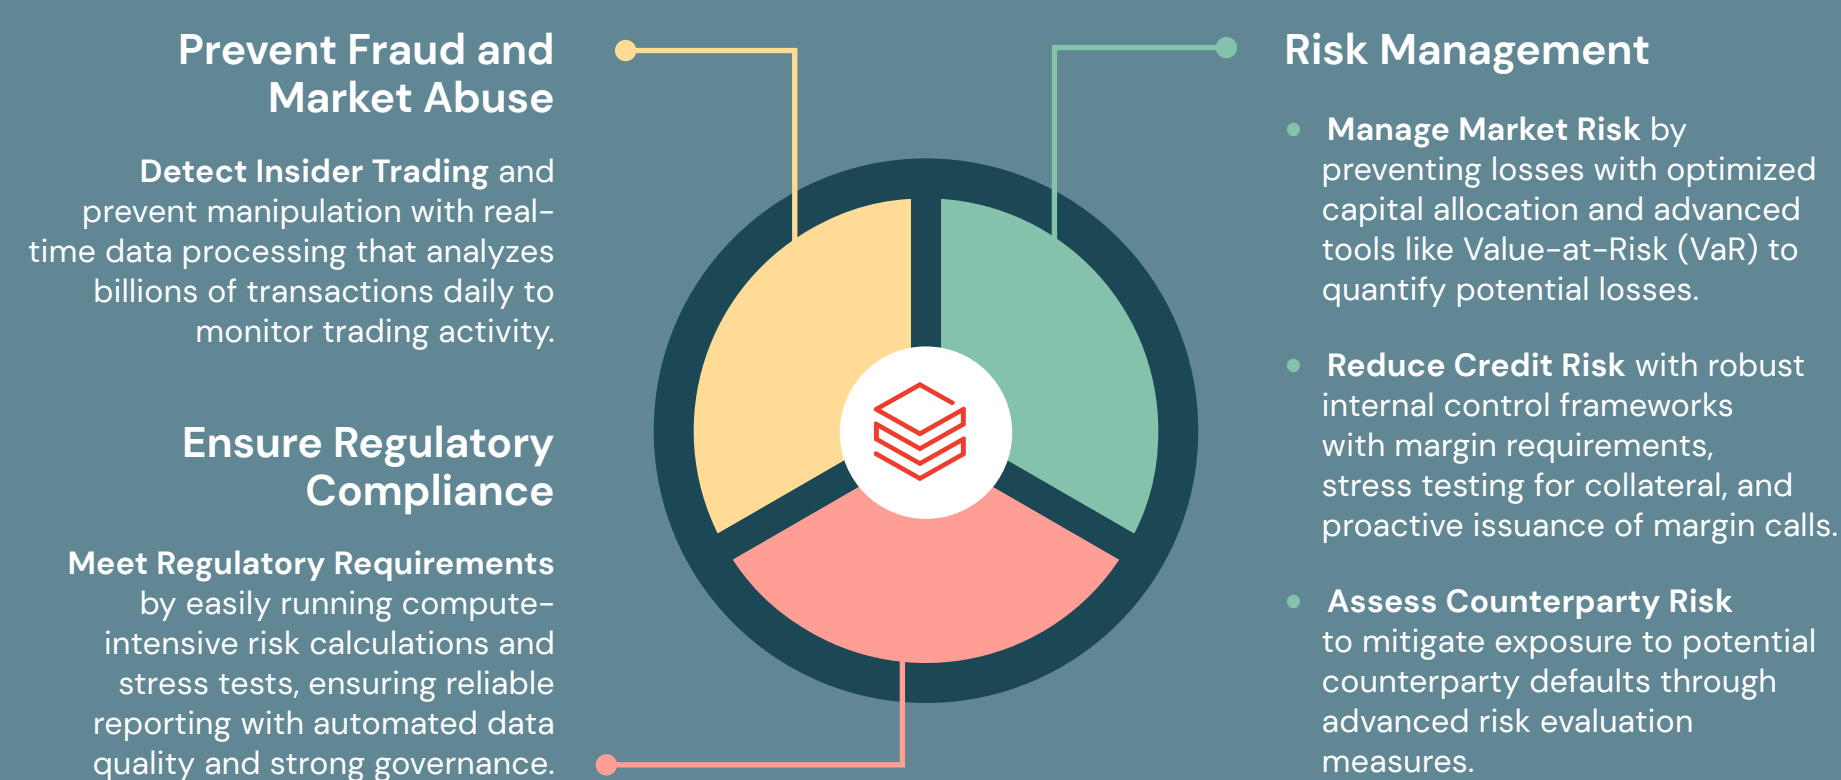 Prevent Fraud and
Market Abuse
Detect Insider Trading and
prevent manipulation with real-
time data processing that analyzes
billions of transactions daily to
monitor trading activity.
Ensure Regulatory
Compliance
Meet Regulatory Requirements
by easily running compute-
intensive risk calculations and
stress tests, ensuring reliable
reporting with automated data
quality and strong governance.
Risk Management
• Manage Market Risk by
preventing losses with optimized
capital allocation and advanced
tools like Value-at-Risk (VaR) to
quantify potential losses.
• Reduce Credit Risk with robust
internal control frameworks
with margin requirements,
stress testing for collateral, and
proactive issuance of margin calls.
• Assess Counterparty Risk
to mitigate exposure to potential
counterparty defaults through
advanced risk evaluation
measures.